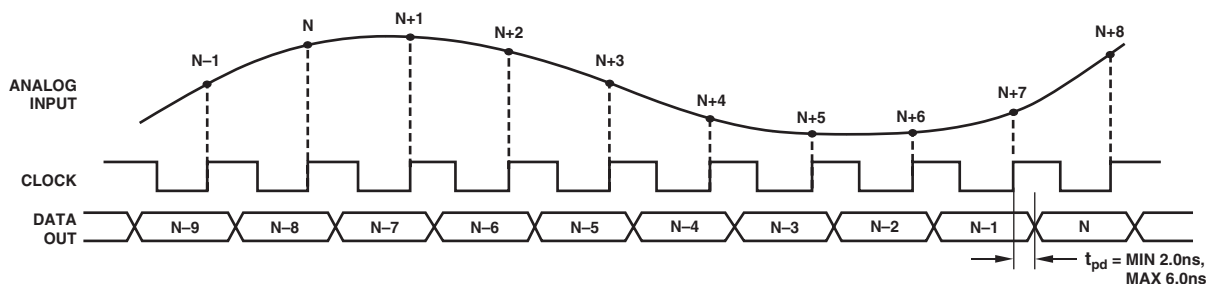 N–1
N
N+1
N+2
N+3
N+4
N+5
N+6
N+7
N+8
ANALOG
INPUT
CLOCK
DATA
OUT
N–9
N–8
N–7
N–6
N–5
N–4
N–3
N–2
N–1
N
tpd = MIN 2.0ns,
MAX 6.0ns